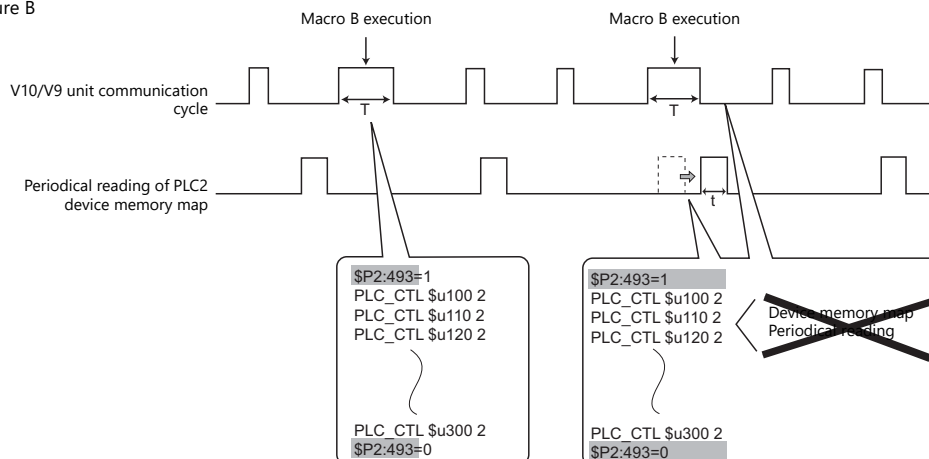 B
Macro B execution
Macro B execution
V10/V9 unit communication
cycle
T
T
Periodical reading of PLC2
device memory map
t
$P2:493=1
PLC_CTL $u100 2
PLC_CTL $u110 2
PLC_CTL $u120 2
PLC_CTL $u300 2
$P2:493=0
$P2:493=1
PLC_CTL $u100 2
PLC_CTL $u110 2
PLC_CTL $u120 2
Device memory map
Periodical reading
PLC_CTL $u300 2
$P2:493=0